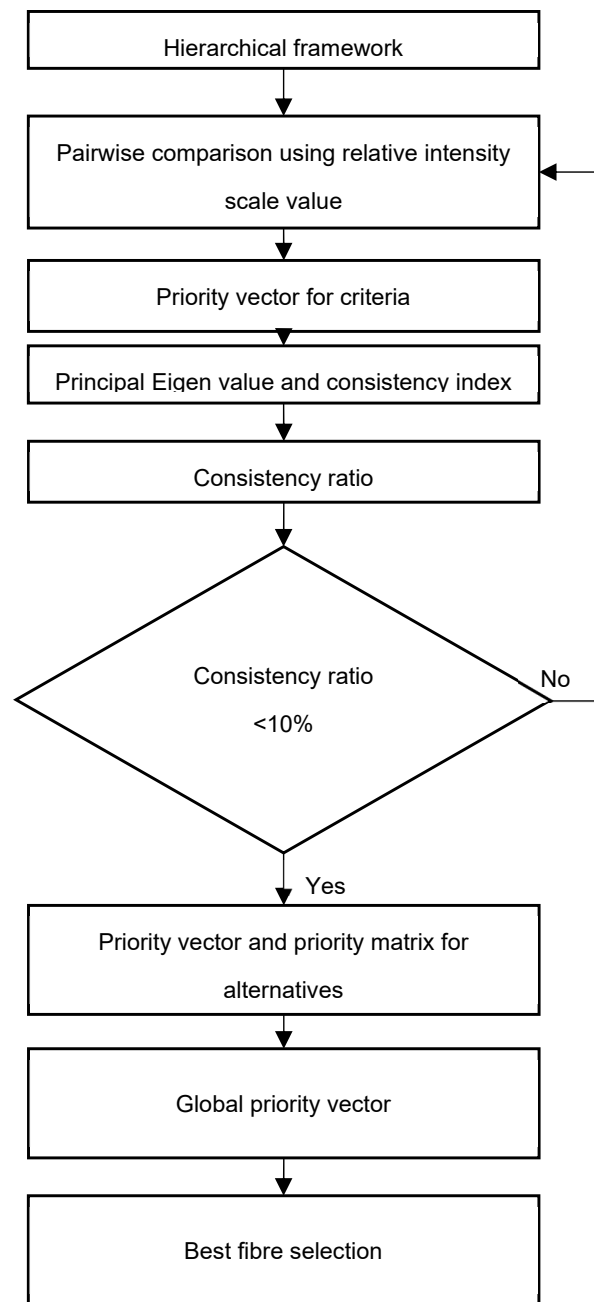 Hierarchical framework
Pairwise comparison using relative intensity
scale value
Priority vector for criteria
Principal Eigen value and consistency index
Consistency ratio
Consistency ratio
<10%
No
Yes
Priority vector and priority matrix for
alternatives
Global priority vector
Best fibre selection